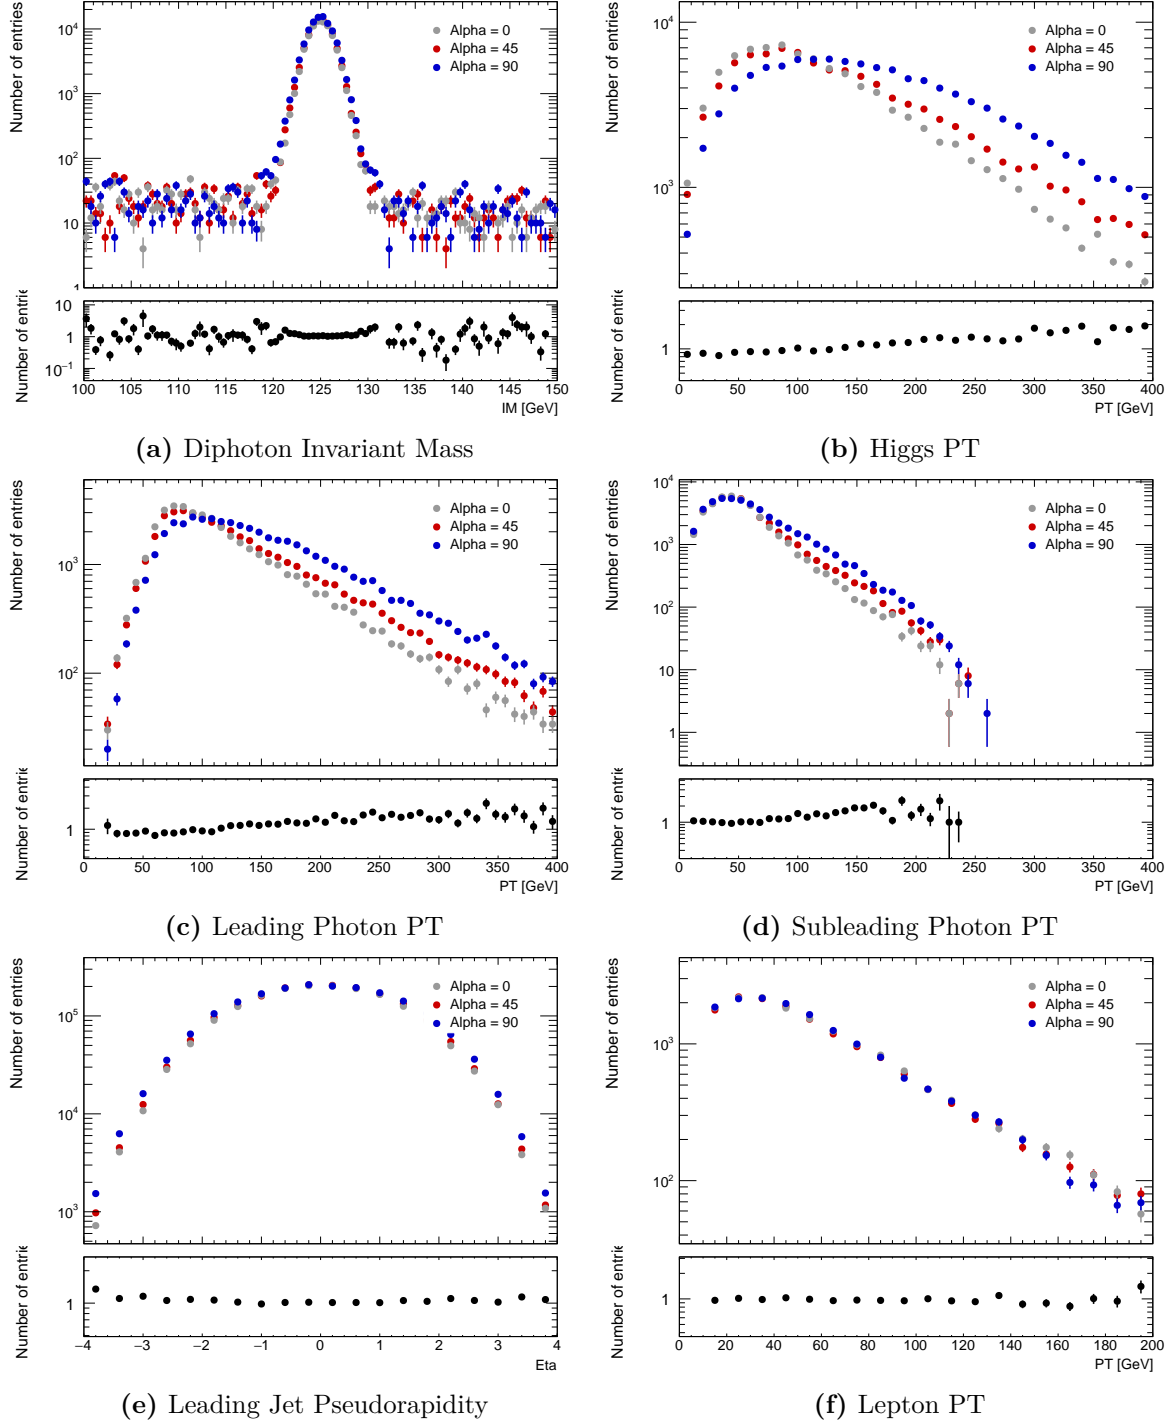 Number of entries
10⁴
10³
10²
10
1
Alpha = 0
Alpha = 45
Alpha = 90
Number of entrie
10
1
10⁻¹
100 105 110 115 120 125 130 135 140 145 150
IM [GeV]
(a) Diphoton Invariant Mass
Number of entries
10⁴
10³
Alpha = 0
Alpha = 45
Alpha = 90
Number of entrie
1
0 50 100 150 200 250 300 350 400
PT [GeV]
(b) Higgs PT
Number of entries
10³
10²
Alpha = 0
Alpha = 45
Alpha = 90
Number of entrie
1
0 50 100 150 200 250 300 350 400
PT [GeV]
(c) Leading Photon PT
Number of entries
10⁴
10³
10²
10
1
Alpha = 0
Alpha = 45
Alpha = 90
Number of entrie
1
0 50 100 150 200 250 300 350 400
PT [GeV]
(d) Subleading Photon PT
Number of entries
10⁵
10⁴
10³
Alpha = 0
Alpha = 45
Alpha = 90
Number of entrie
1
−4 −3 −2 −1 0 1 2 3 4
Eta
(e) Leading Jet Pseudorapidity
Number of entries
10³
10²
Alpha = 0
Alpha = 45
Alpha = 90
Number of entrie
1
0 20 40 60 80 100 120 140 160 180 200
PT [GeV]
(f) Lepton PT